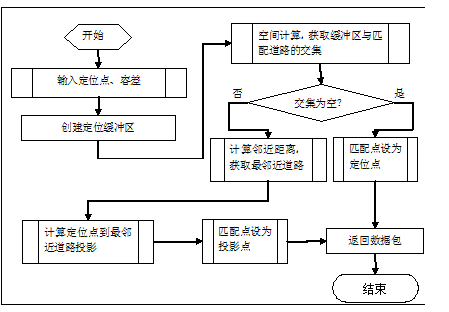 开始
输入定位点、容差
创建定位缓冲区
空间计算，获取缓冲区与匹
配道路的交集
否
是
交集为空?
计算邻近距离，
获取最邻近道路
匹配点设为
定位点
计算定位点到最邻
近道路投影
匹配点设为
投影点
返回数据包
结束